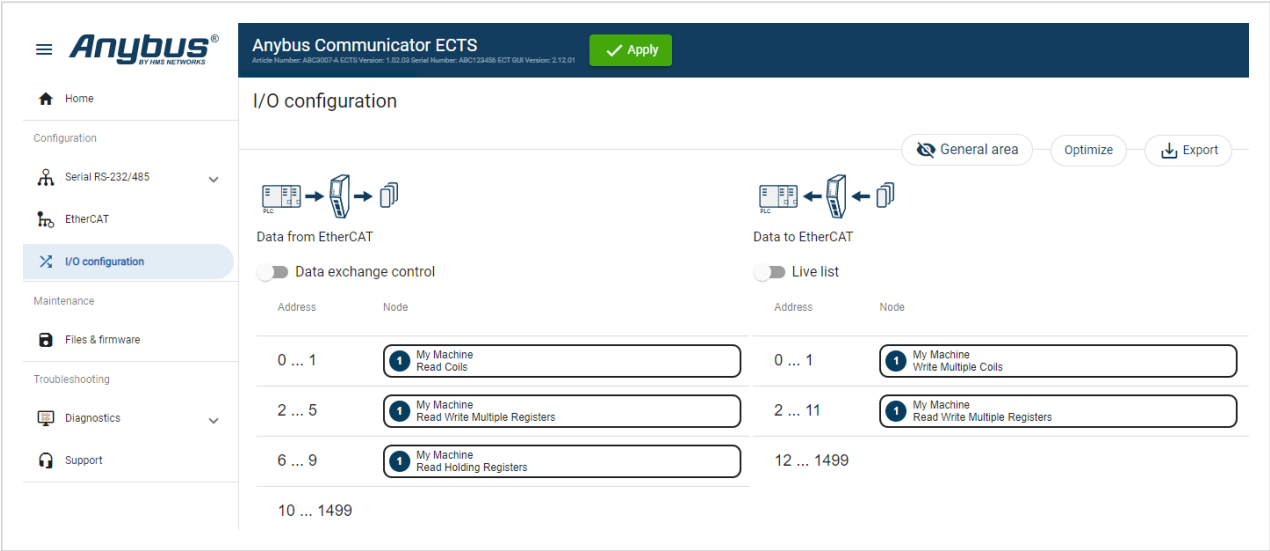 Anybus®
BY HMS NETWORKS
Anybus Communicator ECTS
Article Number: ABC3007-A ECTS Version: 1.02.03 Serial Number: ABC123456 ECT GUI Version: 2.12.01
Apply
Home
Configuration
Serial RS-232/485
EtherCAT
I/O configuration
Maintenance
Files & firmware
Troubleshooting
Diagnostics
Support
I/O configuration
General area
Optimize
Export
PLC
Data from EtherCAT
Data exchange control
Address Node
0 ... 1
1 My Machine
Read Coils
2 ... 5
1 My Machine
Read Write Multiple Registers
6 ... 9
1 My Machine
Read Holding Registers
10 ... 1499
PLC
Data to EtherCAT
Live list
Address Node
0 ... 1
1 My Machine
Write Multiple Coils
2 ... 11
1 My Machine
Read Write Multiple Registers
12 ... 1499